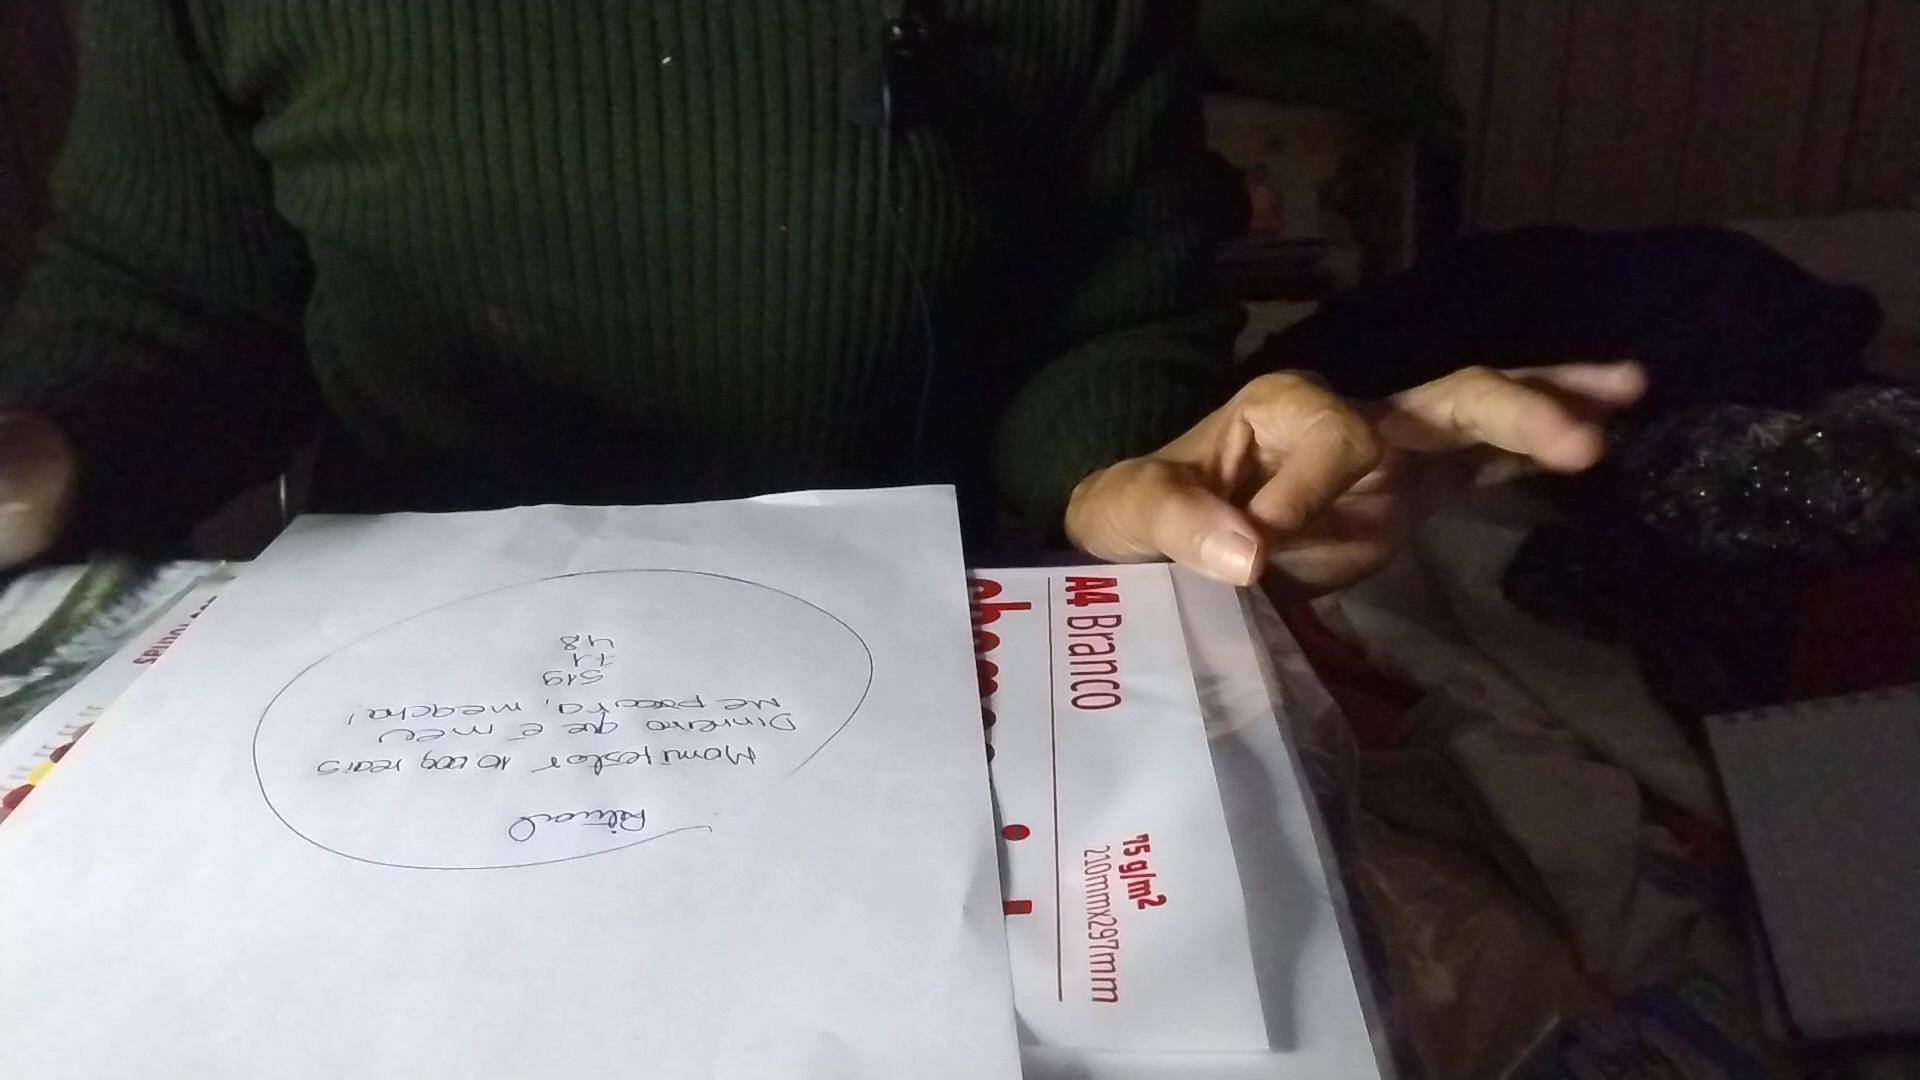 Ritual
Manifestar 10.000 reais
Dinheiro que é meu
Me procura, me acha!
519
71
48
A4 Branco
75 g/m²
210mmx297mm